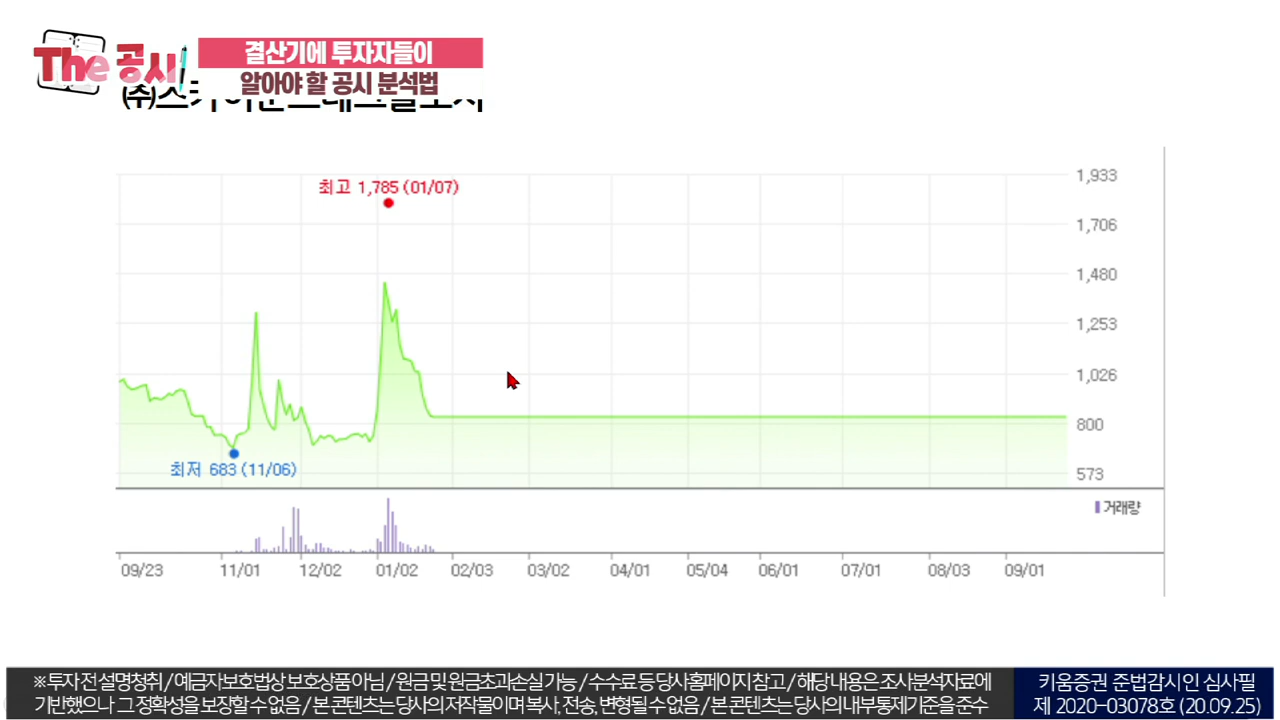 The 공시
결산기에 투자자들이
알아야 할 공시 분석법
최고 1,785 (01/07)
최저 683 (11/06)
1,933
1,706
1,480
1,253
1,026
800
573
거래량
09/23 11/01 12/02 01/02 02/03 03/02 04/01 05/04 06/01 07/01 08/03 09/01
※투자 전 설명청취 / 예금자보호법상 보호상품 아님 / 원금 및 원금초과손실 가능 / 수수료 등 당사홈페이지 참고 / 해당 내용은 조사분석자료에
기반했으나 그 정확성을 보장할 수 없음 / 본 콘텐츠는 당사의 저작물이며 복사, 전송, 변형될 수 없음 / 본 콘텐츠는 당사의 내부통제기준을 준수
키움증권 준법감시인 심사필
제 2020-03078호 (20.09.25)